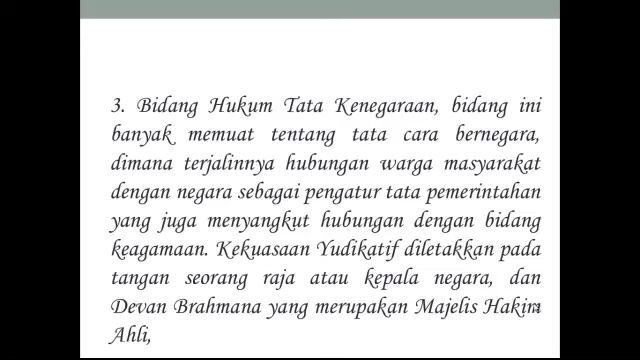 3. Bidang Hukum Tata Kenegaraan, bidang ini
banyak memuat tentang tata cara bernegara,
dimana terjalinnya hubungan warga masyarakat
dengan negara sebagai pengatur tata pemerintahan
yang juga menyangkut hubungan dengan bidang
keagamaan. Kekuasaan Yudikatif diletakkan pada
tangan seorang raja atau kepala negara, dan
Devan Brahmana yang merupakan Majelis Hakim
Ahli,